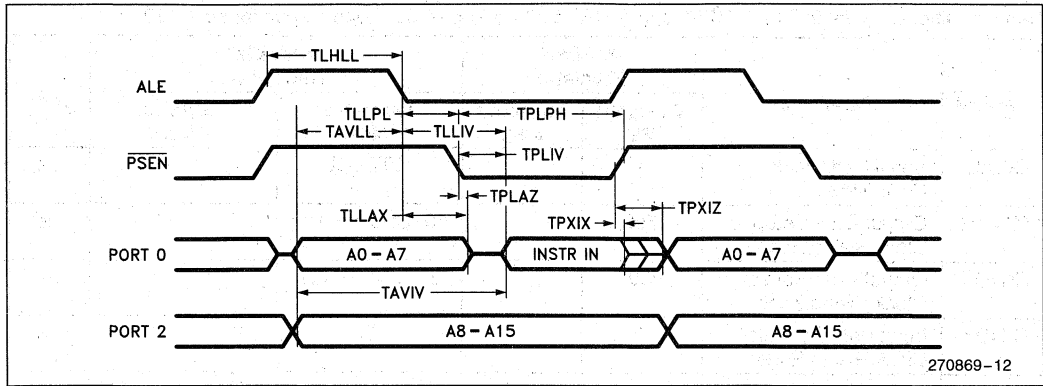 TLHLL
ALE
TLLPL
TPLPH
TAVLL
TLLIV
PSEN
TPLIV
TPLAZ
TLLAX
TPXIZ
TPXIX
PORT 0
A0-A7
INSTR IN
A0-A7
TAVIV
PORT 2
A8-A15
A8-A15
270869-12